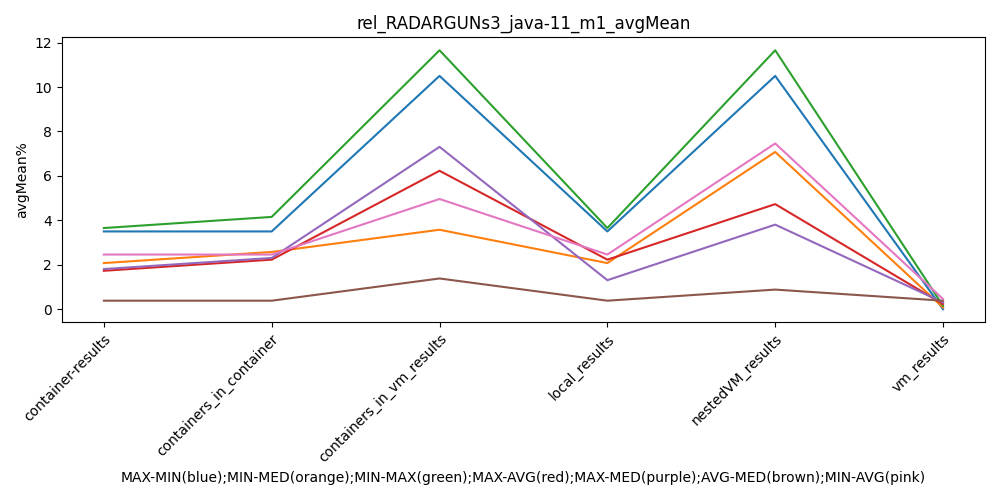 rel_RADARGUNs3_java-11_m1_avgMean
avgMean%
12
10
8
6
4
2
0
container-results
containers_in_container
containers_in_vm_results
local_results
nestedVM_results
vm_results
MAX-MIN(blue);MIN-MED(orange);MIN-MAX(green);MAX-AVG(red);MAX-MED(purple);AVG-MED(brown);MIN-AVG(pink)